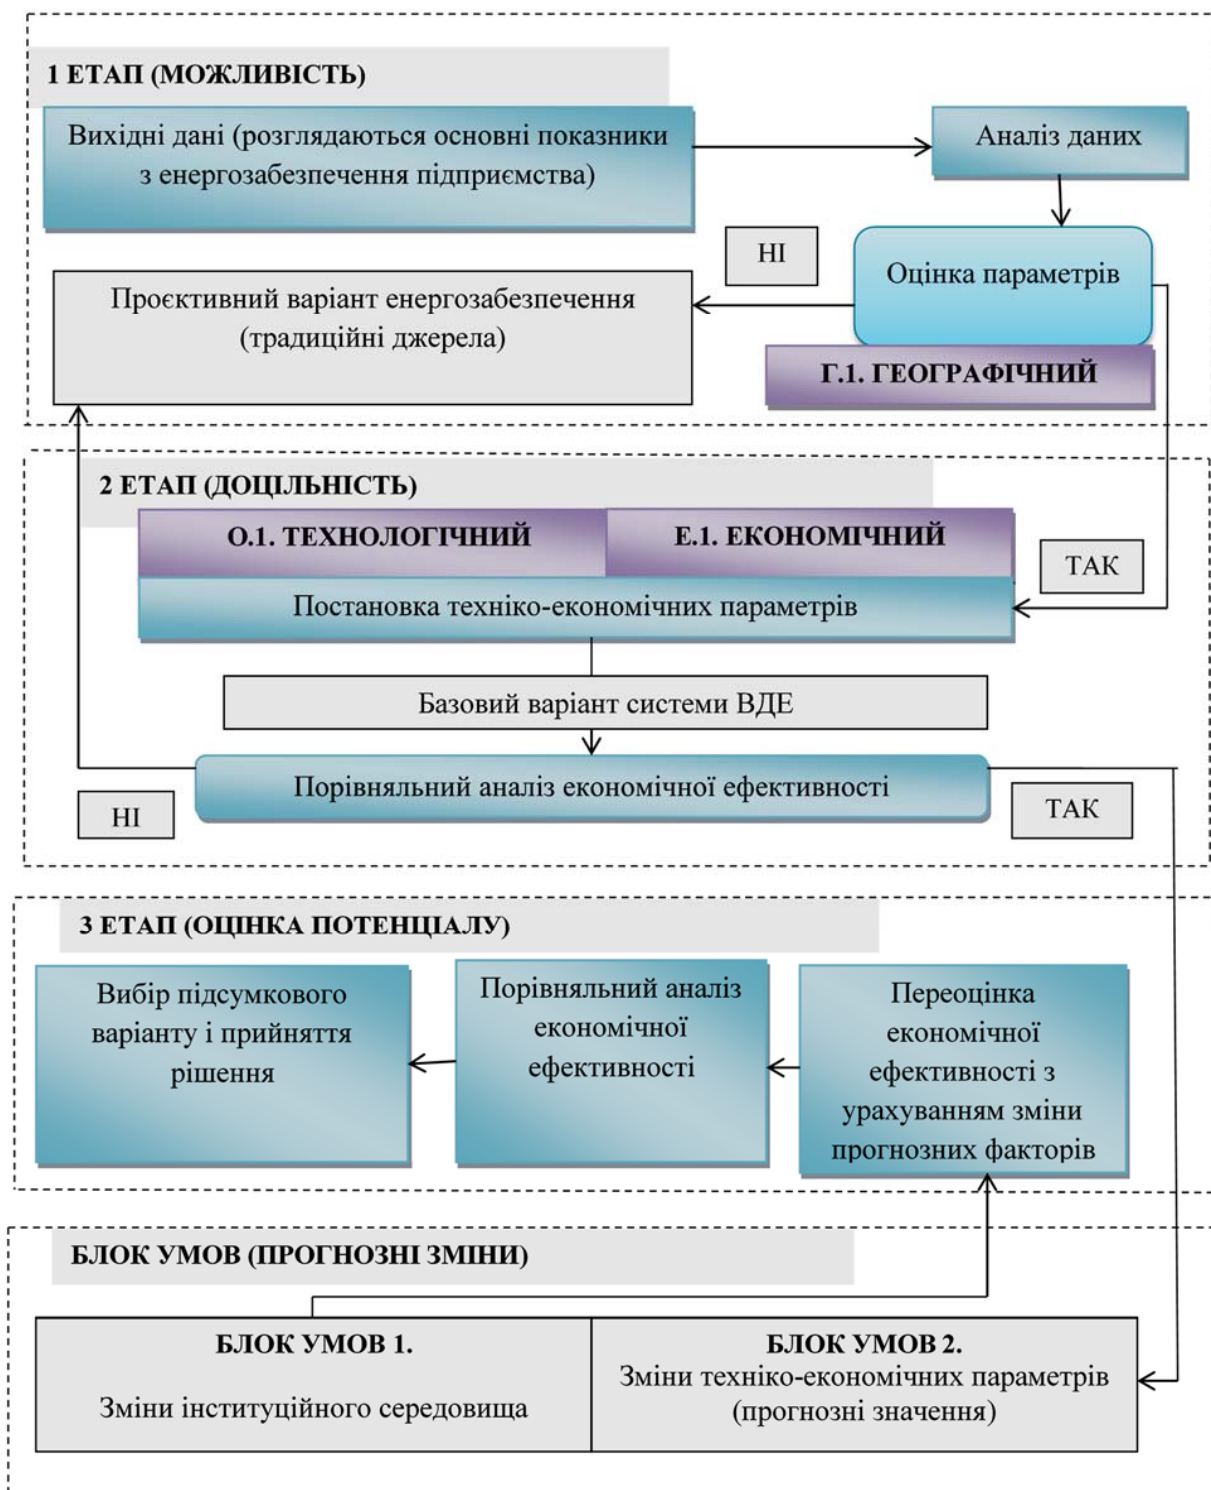 1 ЕТАП (МОЖЛИВІСТЬ)
Вихідні дані (розглядаються основні показники
з енергозабезпечення підприємства)
Аналіз даних
НІ
Оцінка параметрів
Проєктивний варіант енергозабезпечення
(традиційні джерела)
Г.1. ГЕОГРАФІЧНИЙ
2 ЕТАП (ДОЦІЛЬНІСТЬ)
О.1. ТЕХНОЛОГІЧНИЙ
Е.1. ЕКОНОМІЧНИЙ
ТАК
Постановка техніко-економічних параметрів
Базовий варіант системи ВДЕ
Порівняльний аналіз економічної ефективності
НІ
ТАК
3 ЕТАП (ОЦІНКА ПОТЕНЦІАЛУ)
Вибір підсумкового
варіанту і прийняття
рішення
Порівняльний аналіз
економічної
ефективності
Переоцінка
економічної
ефективності з
урахуванням зміни
прогнозних факторів
БЛОК УМОВ (ПРОГНОЗНІ ЗМІНИ)
БЛОК УМОВ 1.
Зміни інституційного середовища
БЛОК УМОВ 2.
Зміни техніко-економічних параметрів
(прогнозні значення)